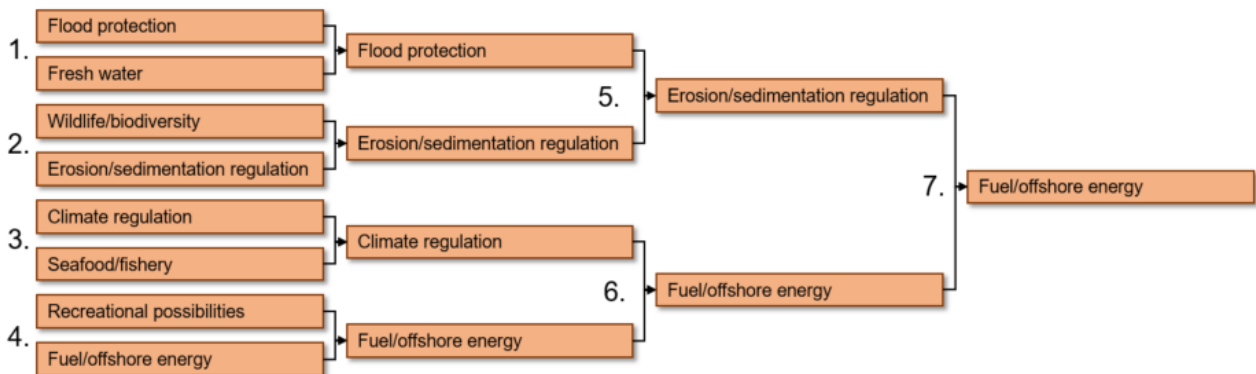 1.
Flood protection
Fresh water
2.
Wildlife/biodiversity
Erosion/sedimentation regulation
3.
Climate regulation
Seafood/fishery
4.
Recreational possibilities
Fuel/offshore energy
Flood protection
Erosion/sedimentation regulation
Climate regulation
Fuel/offshore energy
5.
Erosion/sedimentation regulation
6.
Fuel/offshore energy
7.
Fuel/offshore energy